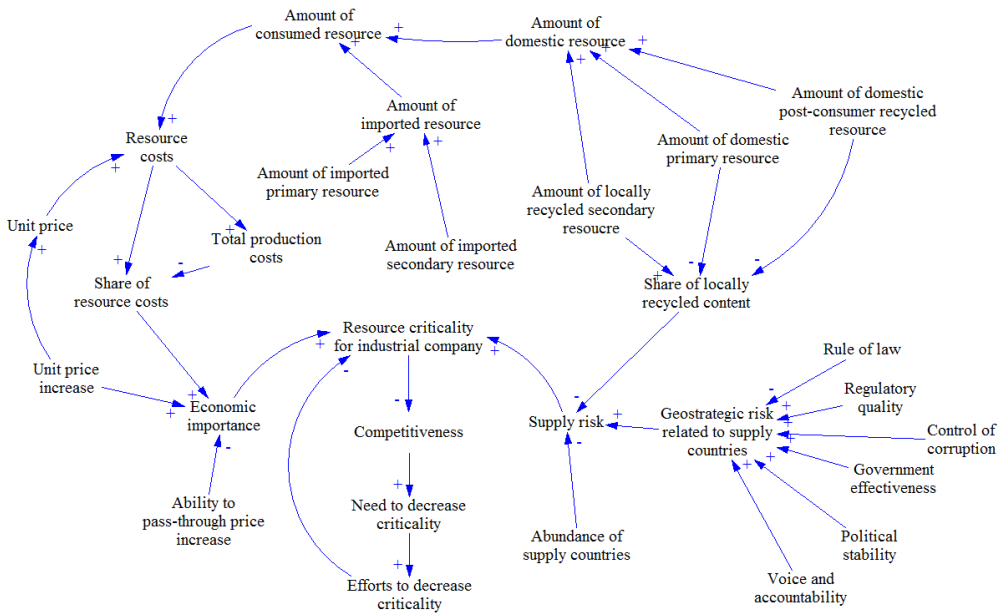 Amount of
consumed resource
Amount of
domestic resource
Amount of domestic
post-consumer recycled
resource
Amount of
imported resource
Resource
costs
Amount of domestic
primary resource
Amount of imported
primary resource
Amount of locally
recycled secondary
resoucre
Unit price
Total production
costs
Amount of imported
secondary resource
Share of
resource costs
Share of locally
recycled content
Resource criticality
for industrial company
Rule of law
Unit price
increase
Regulatory
quality
Economic
importance
Competitiveness
Supply risk
Geostrategic risk
related to supply
countries
Control of
corruption
Government
effectiveness
Ability to
pass-through price
increase
Need to decrease
criticality
Abundance of
supply countries
Political
stability
Voice and
accountability
Efforts to decrease
criticality